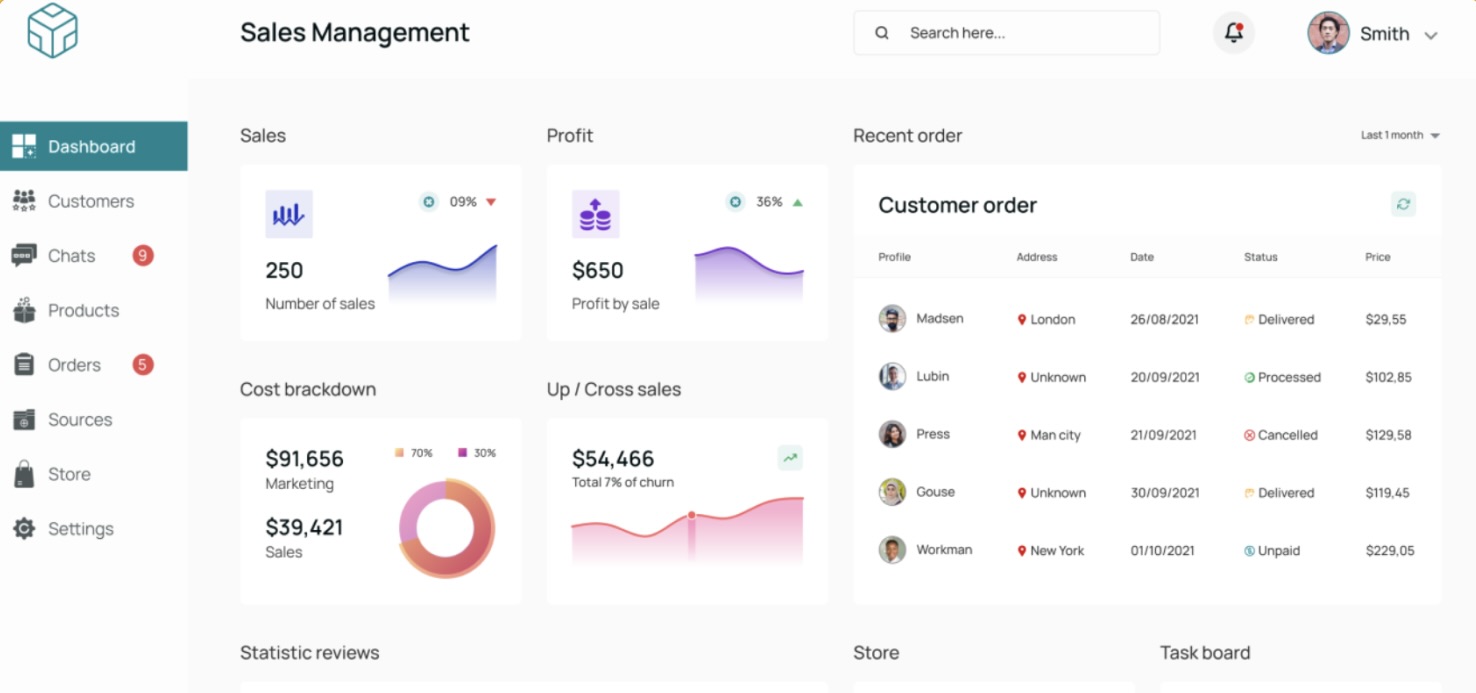 Sales Management
Search here...
Smith
Dashboard
Customers
Chats 9
Products
Orders 5
Sources
Store
Settings
Sales
09%
250
Number of sales
Profit
36%
$650
Profit by sale
Cost brackdown
$91,656
Marketing
70% 30%
$39,421
Sales
Up / Cross sales
$54,466
Total 7% of churn
Recent order
Last 1 month
Customer order
Profile Address Date Status Price
Madsen London 26/08/2021 Delivered $29,55
Lubin Unknown 20/09/2021 Processed $102,85
Press Man city 21/09/2021 Cancelled $129,58
Gouse Unknown 30/09/2021 Delivered $119,45
Workman New York 01/10/2021 Unpaid $229,05
Statistic reviews
Store
Task board